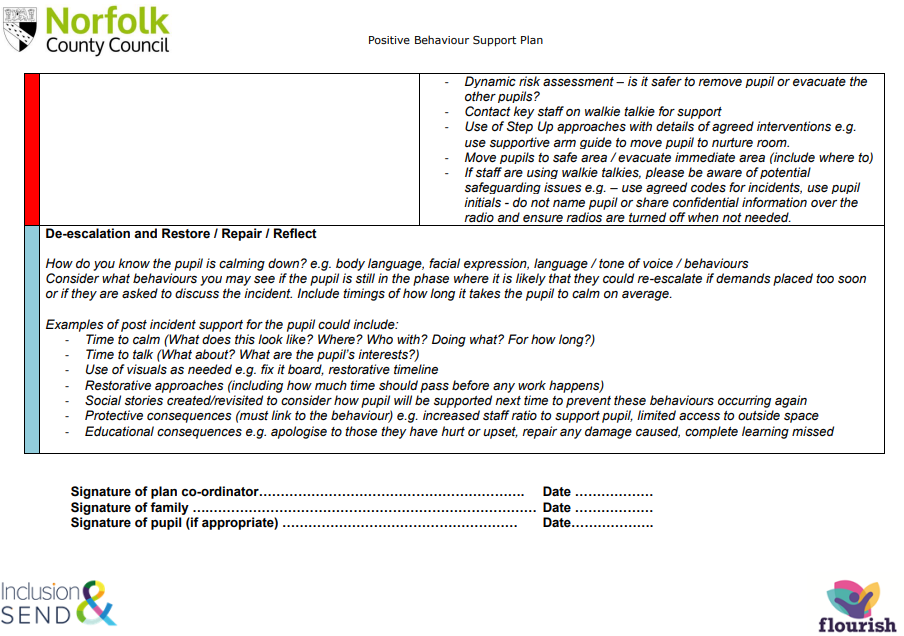 Norfolk
County Council
Positive Behaviour Support Plan
- Dynamic risk assessment – is it safer to remove pupil or evacuate the
other pupils?
- Contact key staff on walkie talkie for support
- Use of Step Up approaches with details of agreed interventions e.g.
use supportive arm guide to move pupil to nurture room.
- Move pupils to safe area / evacuate immediate area (include where to)
- If staff are using walkie talkies, please be aware of potential
safeguarding issues e.g. – use agreed codes for incidents, use pupil
initials - do not name pupil or share confidential information over the
radio and ensure radios are turned off when not needed.
De-escalation and Restore / Repair / Reflect
How do you know the pupil is calming down? e.g. body language, facial expression, language / tone of voice / behaviours
Consider what behaviours you may see if the pupil is still in the phase where it is likely that they could re-escalate if demands placed too soon
or if they are asked to discuss the incident. Include timings of how long it takes the pupil to calm on average.
Examples of post incident support for the pupil could include:
- Time to calm (What does this look like? Where? Who with? Doing what? For how long?)
- Time to talk (What about? What are the pupil's interests?)
- Use of visuals as needed e.g. fix it board, restorative timeline
- Restorative approaches (including how much time should pass before any work happens)
- Social stories created/revisited to consider how pupil will be supported next time to prevent these behaviours occurring again
- Protective consequences (must link to the behaviour) e.g. increased staff ratio to support pupil, limited access to outside space
- Educational consequences e.g. apologise to those they have hurt or upset, repair any damage caused, complete learning missed
Signature of plan co-ordinator……………………………………………………. Date ………………
Signature of family …………………………………………………………………… Date ………………
Signature of pupil (if appropriate) ……………………………………………… Date……………….
Inclusion &
SEND
flourish